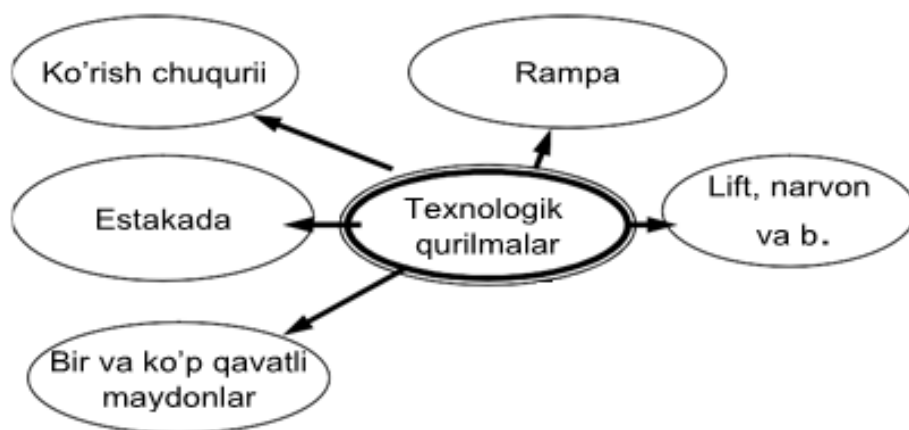 Ko’rish chuqurii
Rampa
Estakada
Texnologik
qurilmalar
Lift, narvon
va b.
Bir va ko’p qavatli
maydonlar